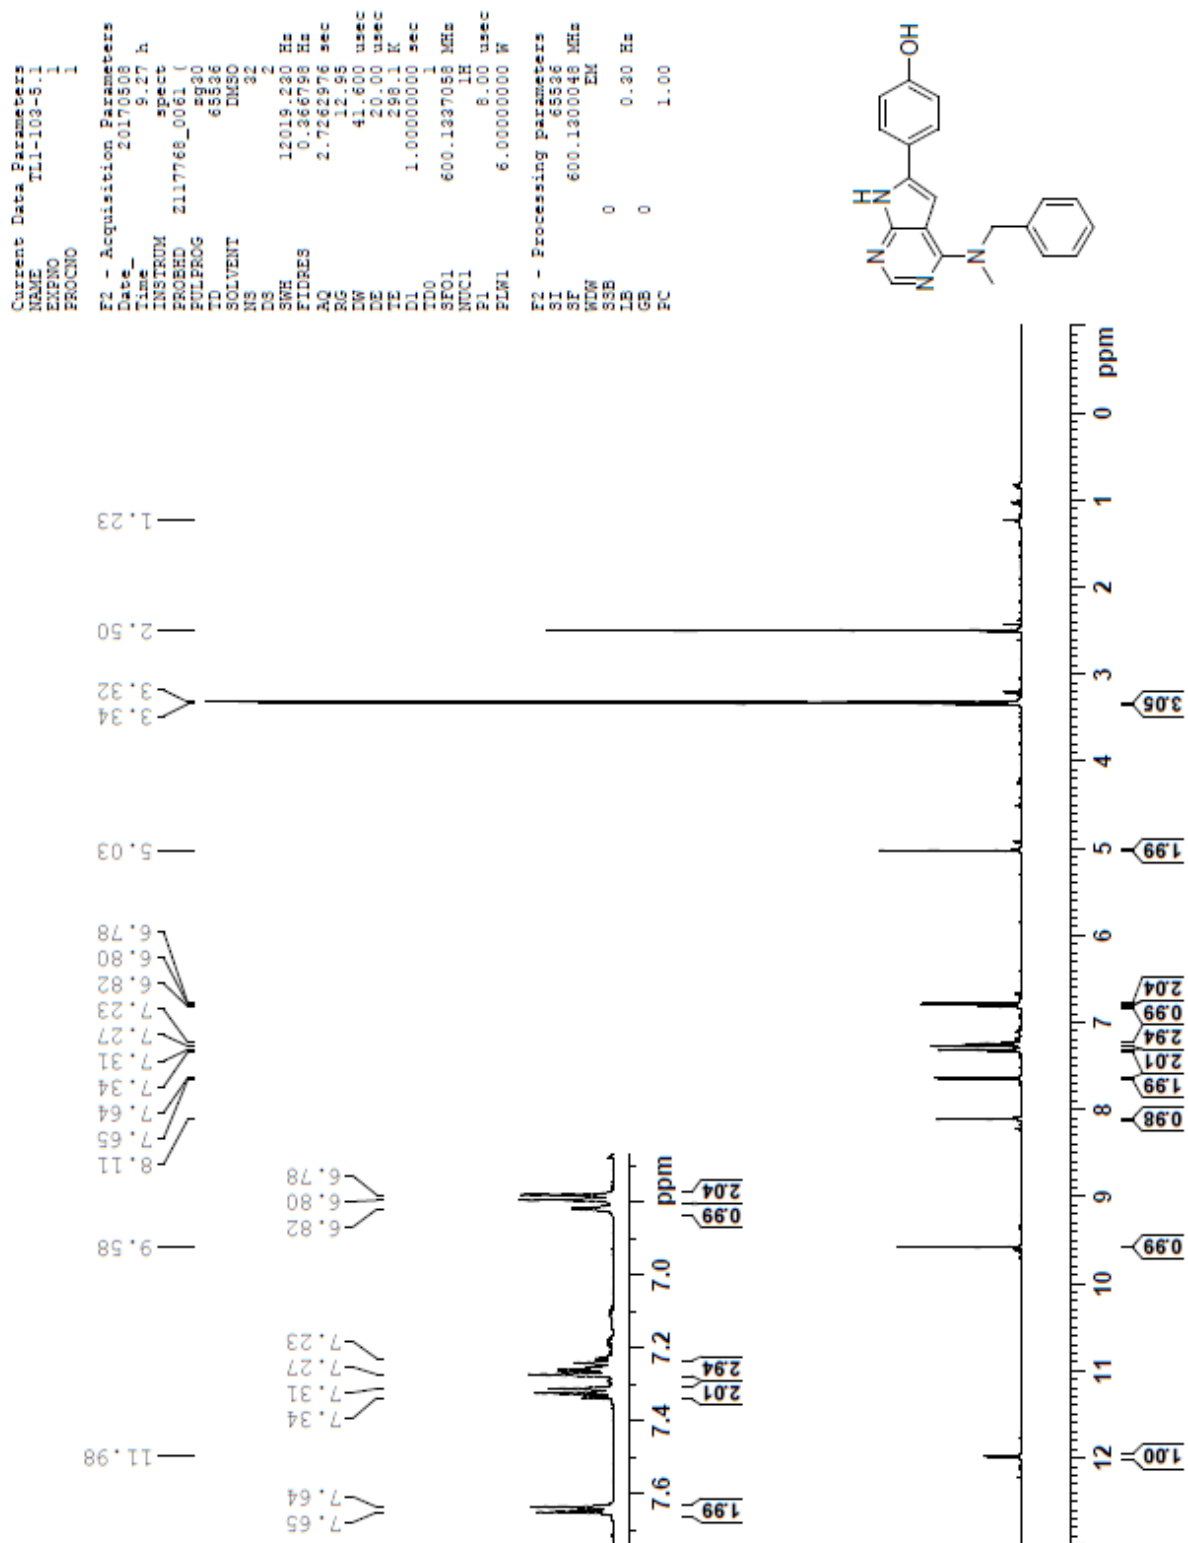 Current Data Parameters
NAME TL1-103-5.1
EXPNO 1
PROCNO 1
F2 - Acquisition Parameters
Date_ 20170508
Time 9.27 h
INSTRUM spect
PROBHD Z117768_0061 (
PULPROG zg30
TD 65536
SOLVENT DMSO
NS 32
DS 2
SWH 12019.230 Hz
FIDRES 0.366798 Hz
AQ 2.7262976 sec
RG 12.95
DW 41.600 usec
DE 20.00 usec
TE 298.1 K
D1 1.00000000 sec
TD0 1
SFO1 600.1337058 MHz
NUC1 1H
P1 8.00 usec
PLW1 6.00000000 W
F2 - Processing parameters
SI 65536
SF 600.1300048 MHz
WDW EM
SSB 0
LB 0.30 Hz
GB 0
PC 1.00
OH
H
N
N
N
N
11.98
9.58
8.11
7.65
7.64
7.34
7.31
7.27
7.23
6.82
6.80
6.78
5.03
3.34
3.32
2.50
1.23
7.65
7.64
7.34
7.31
7.27
7.23
6.82
6.80
6.78
7.6 7.4 7.2 7.0 ppm
1.99
2.01
2.94
0.99
2.04
12 11 10 9 8 7 6 5 4 3 2 1 0 ppm
1.00
0.99
0.98
1.99
2.01
2.94
0.99
2.04
1.99
3.05